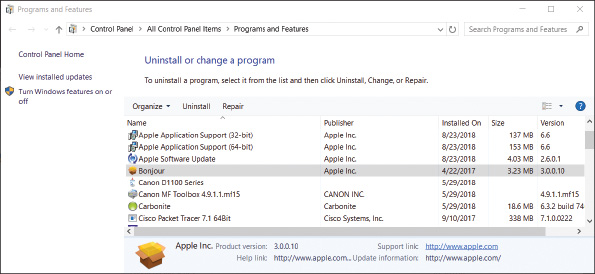 Programs and Features
Control Panel > All Control Panel Items > Programs and Features
Search Programs and Features
Control Panel Home
View installed updates
Turn Windows features on or off
Uninstall or change a program
To uninstall a program, select it from the list and then click Uninstall, Change, or Repair.
Organize Uninstall Repair
Name Publisher Installed On Size Version
Apple Application Support (32-bit) Apple Inc. 8/23/2018 137 MB 6.6
Apple Application Support (64-bit) Apple Inc. 8/23/2018 153 MB 6.6
Apple Software Update Apple Inc. 8/23/2018 4.03 MB 2.6.0.1
Bonjour Apple Inc. 4/22/2017 3.23 MB 3.0.0.10
Canon D1100 Series 5/29/2018
Canon MF Toolbox 4.9.1.1.mf15 CANON INC. 5/29/2018 4.9.1.1.mf15
Carbonite Carbonite 5/29/2018 18.6 MB 6.3.2 build 74
Cisco Packet Tracer 7.1 64Bit Cisco Systems, Inc. 9/10/2017 338 MB 7.1.0.0222
Apple Inc. Product version: 3.0.0.10 Support link: http://www.apple.com
Help link: http://www.apple.com... Update information: http://www.apple.com/